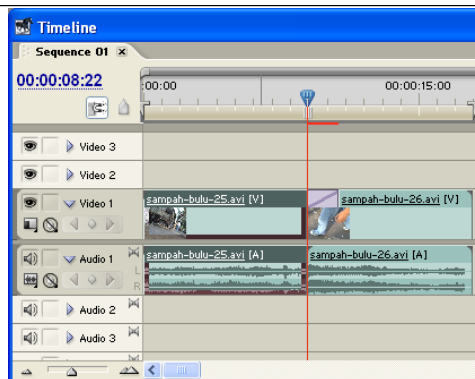 Timeline
Sequence 01
00:00:08:22
:00:00
00:00:15:00
Video 3
Video 2
Video 1
sampah-bulu-25.avi [V]
sampah-bulu-26.avi [V]
Audio 1
L
R
sampah-bulu-25.avi [A]
sampah-bulu-26.avi [A]
Audio 2
Audio 3